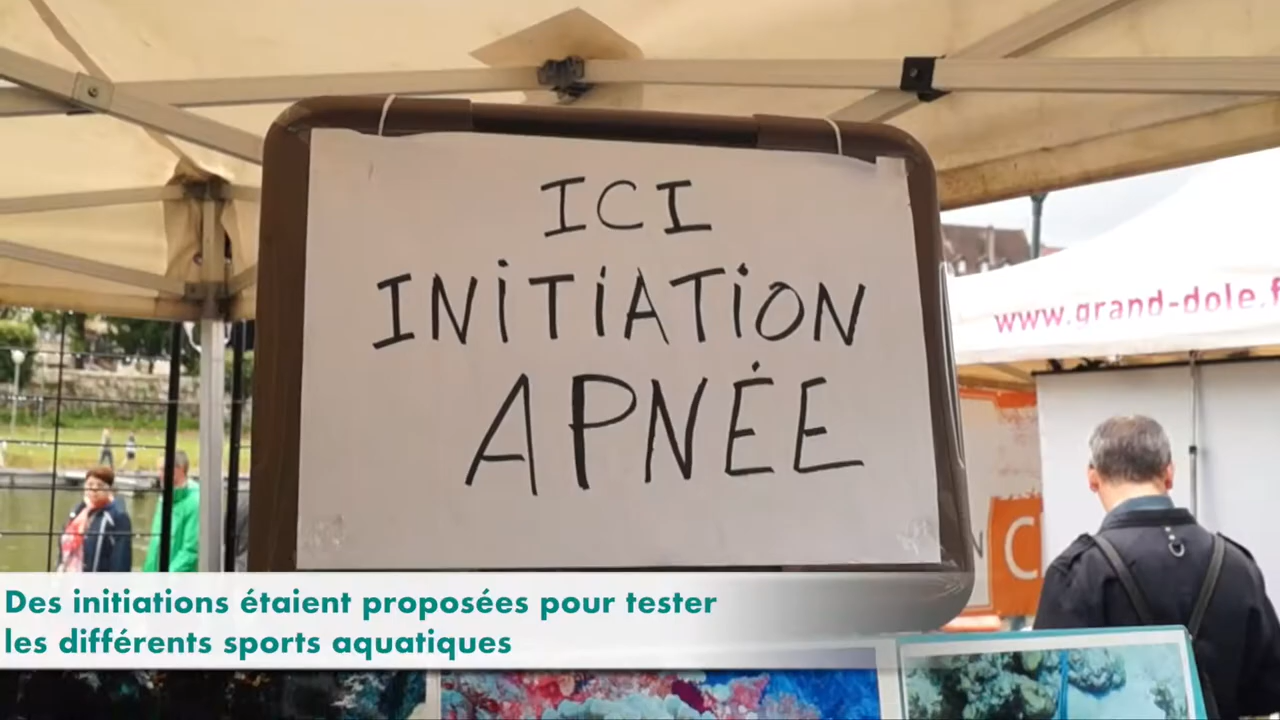 ICI
INITIATION
APNÉE
www.grand-dole.f
Des initiations étaient proposées pour tester
les différents sports aquatiques